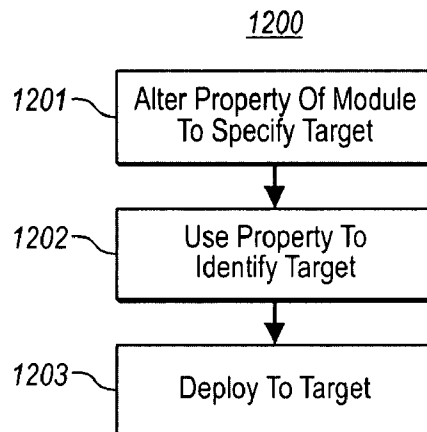 1200
1201
Alter Property Of Module
To Specify Target
1202
Use Property To
Identify Target
1203
Deploy To Target